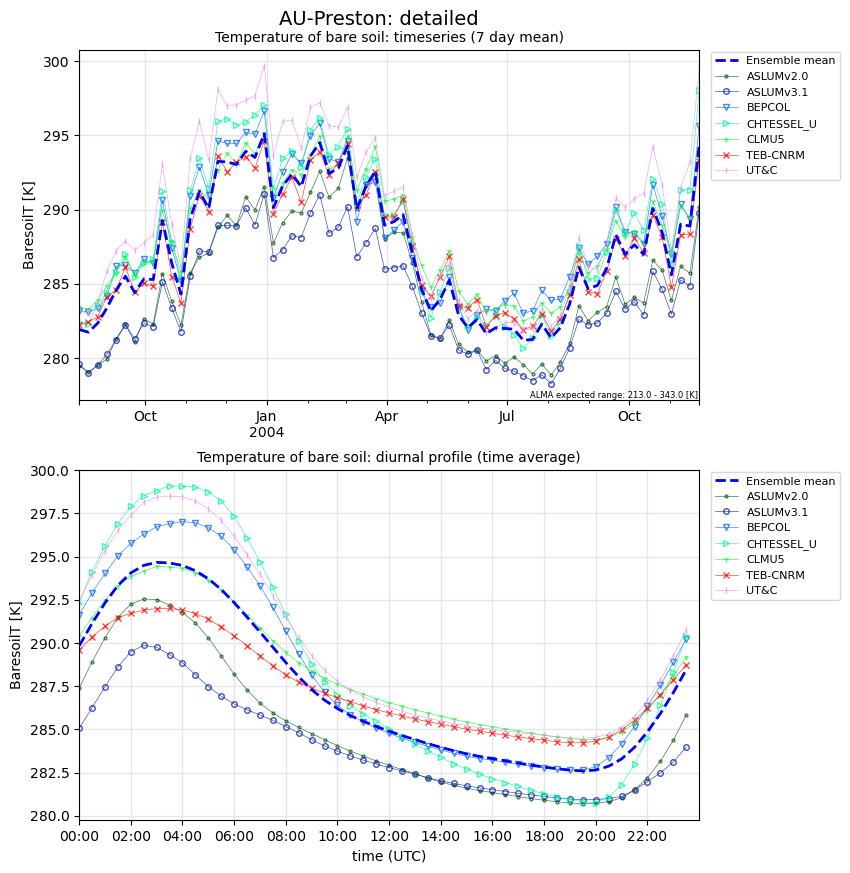 AU-Preston: detailed
Temperature of bare soil: timeseries (7 day mean)
300
295
290
285
280
BaresoilT [K]
ALMA expected range: 213.0 - 343.0 [K]
Oct
Jan
2004
Apr
Jul
Oct
Ensemble mean
ASLUMv2.0
ASLUMv3.1
BEPCOL
CHTESSEL_U
CLMU5
TEB-CNRM
UT&C
Temperature of bare soil: diurnal profile (time average)
300.0
297.5
295.0
292.5
290.0
287.5
285.0
282.5
280.0
BaresoilT [K]
00:00
02:00
04:00
06:00
08:00
10:00
12:00
14:00
16:00
18:00
20:00
22:00
time (UTC)
Ensemble mean
ASLUMv2.0
ASLUMv3.1
BEPCOL
CHTESSEL_U
CLMU5
TEB-CNRM
UT&C